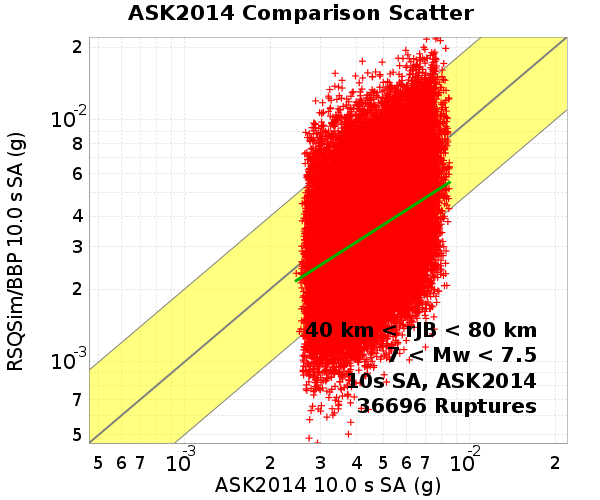 ASK2014 Comparison Scatter
RSQSim/BBP 10.0 s SA (g)
2
10-2
8
6
4
3
2
10-3
7
5
40 km < rJB < 80 km
7 < Mw < 7.5
10s SA, ASK2014
36696 Ruptures
5 6 7 10-3 2 3 4 5 6 7 10-2 2
ASK2014 10.0 s SA (g)